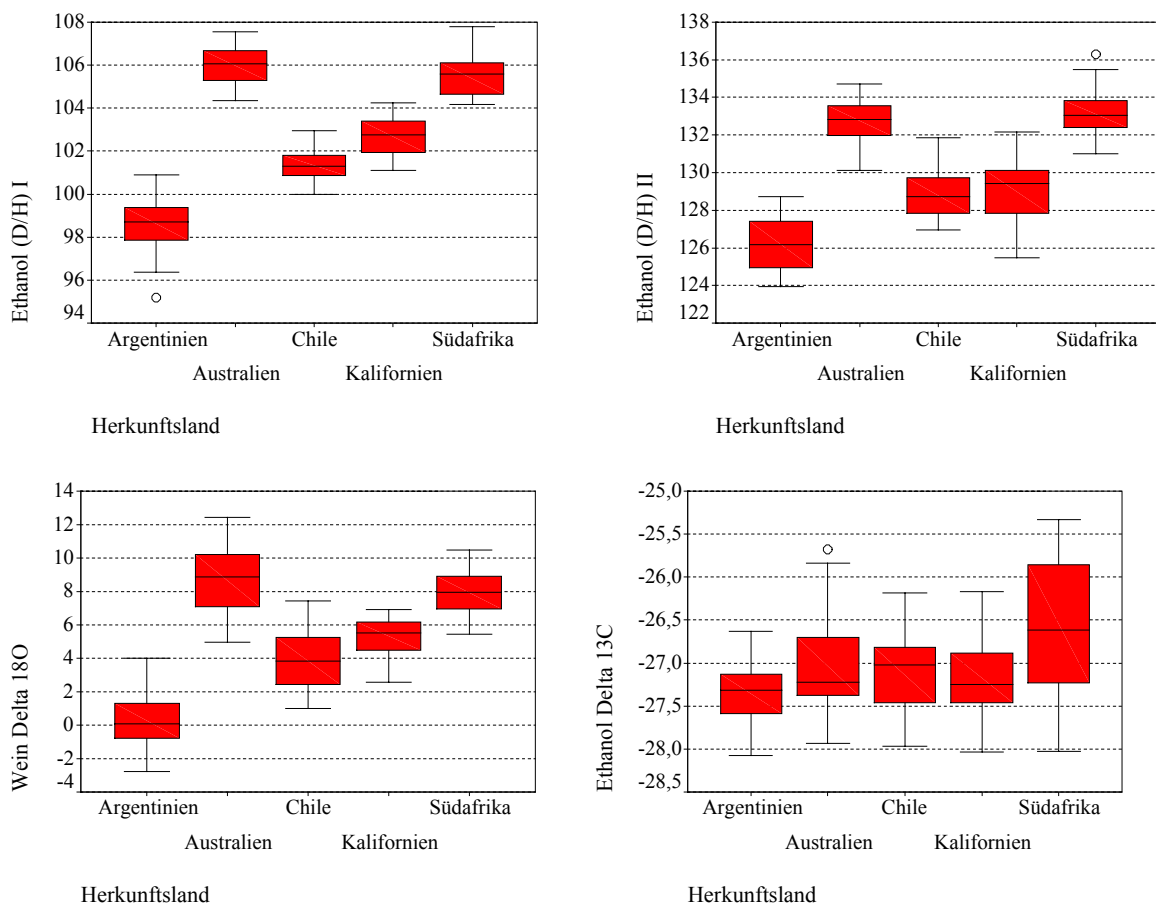 Ethanol (D/H) I
108
106
104
102
100
98
96
94
Argentinien Chile Südafrika
Australien Kalifornien
Herkunftsland
Ethanol (D/H) II
138
136
134
133
131
129
128
126
124
122
Argentinien Chile Südafrika
Australien Kalifornien
Herkunftsland
Wein Delta 18O
14
12
10
8
6
4
2
0
-2
-4
Argentinien Chile Südafrika
Australien Kalifornien
Herkunftsland
Ethanol Delta 13C
-25,0
-25,5
-26,0
-26,5
-27,0
-27,5
-28,0
-28,5
Argentinien Chile Südafrika
Australien Kalifornien
Herkunftsland